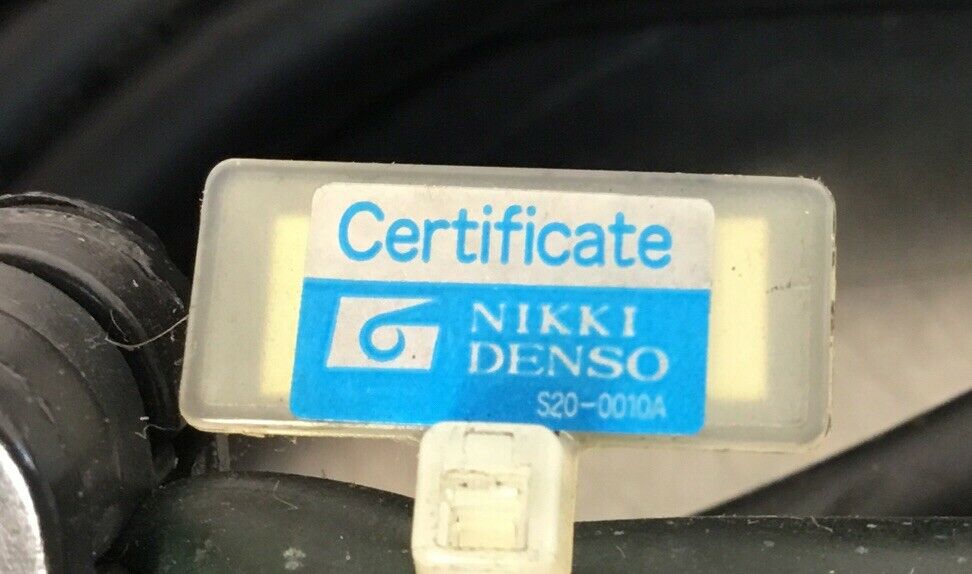 Certificate
NIKKI
DENSO
S20-0010A